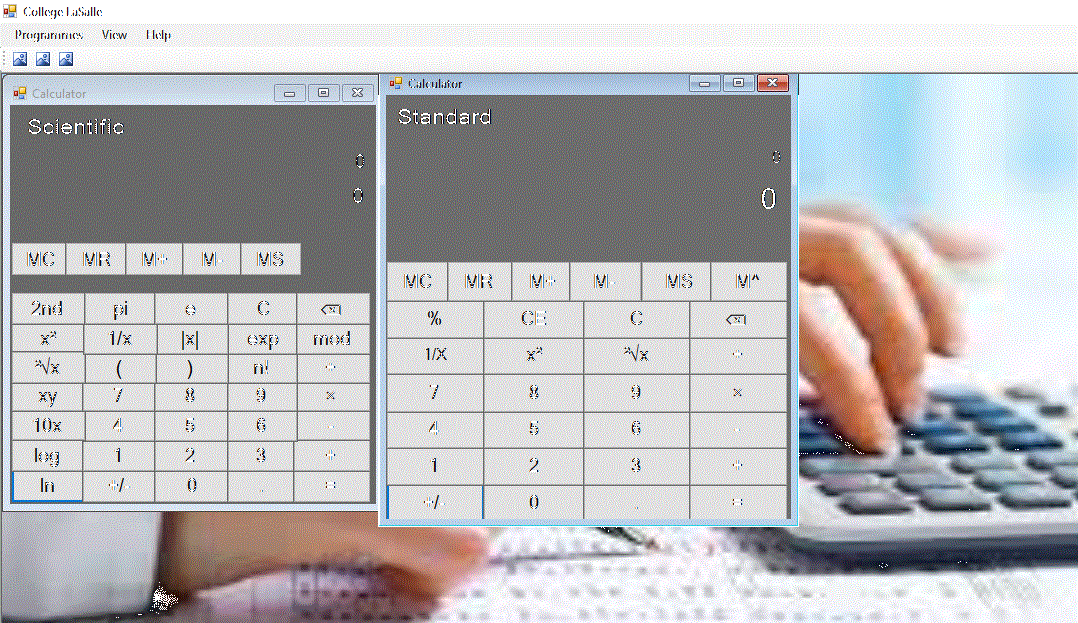 College LaSalle
Programmes View Help
Calculator
Scientific
0
0
MC MR M+ M- MS
2nd pi e C
x² 1/x |x| exp mod
²√x ( ) n! ÷
xy 7 8 9 ×
10x 4 5 6 -
log 1 2 3 +
ln +/- 0 . =
Calculator
Standard
0
0
MC MR M+ M- MS M^
% CE C
1/X x² ²√x ÷
7 8 9 ×
4 5 6 -
1 2 3 +
+/- 0 . =